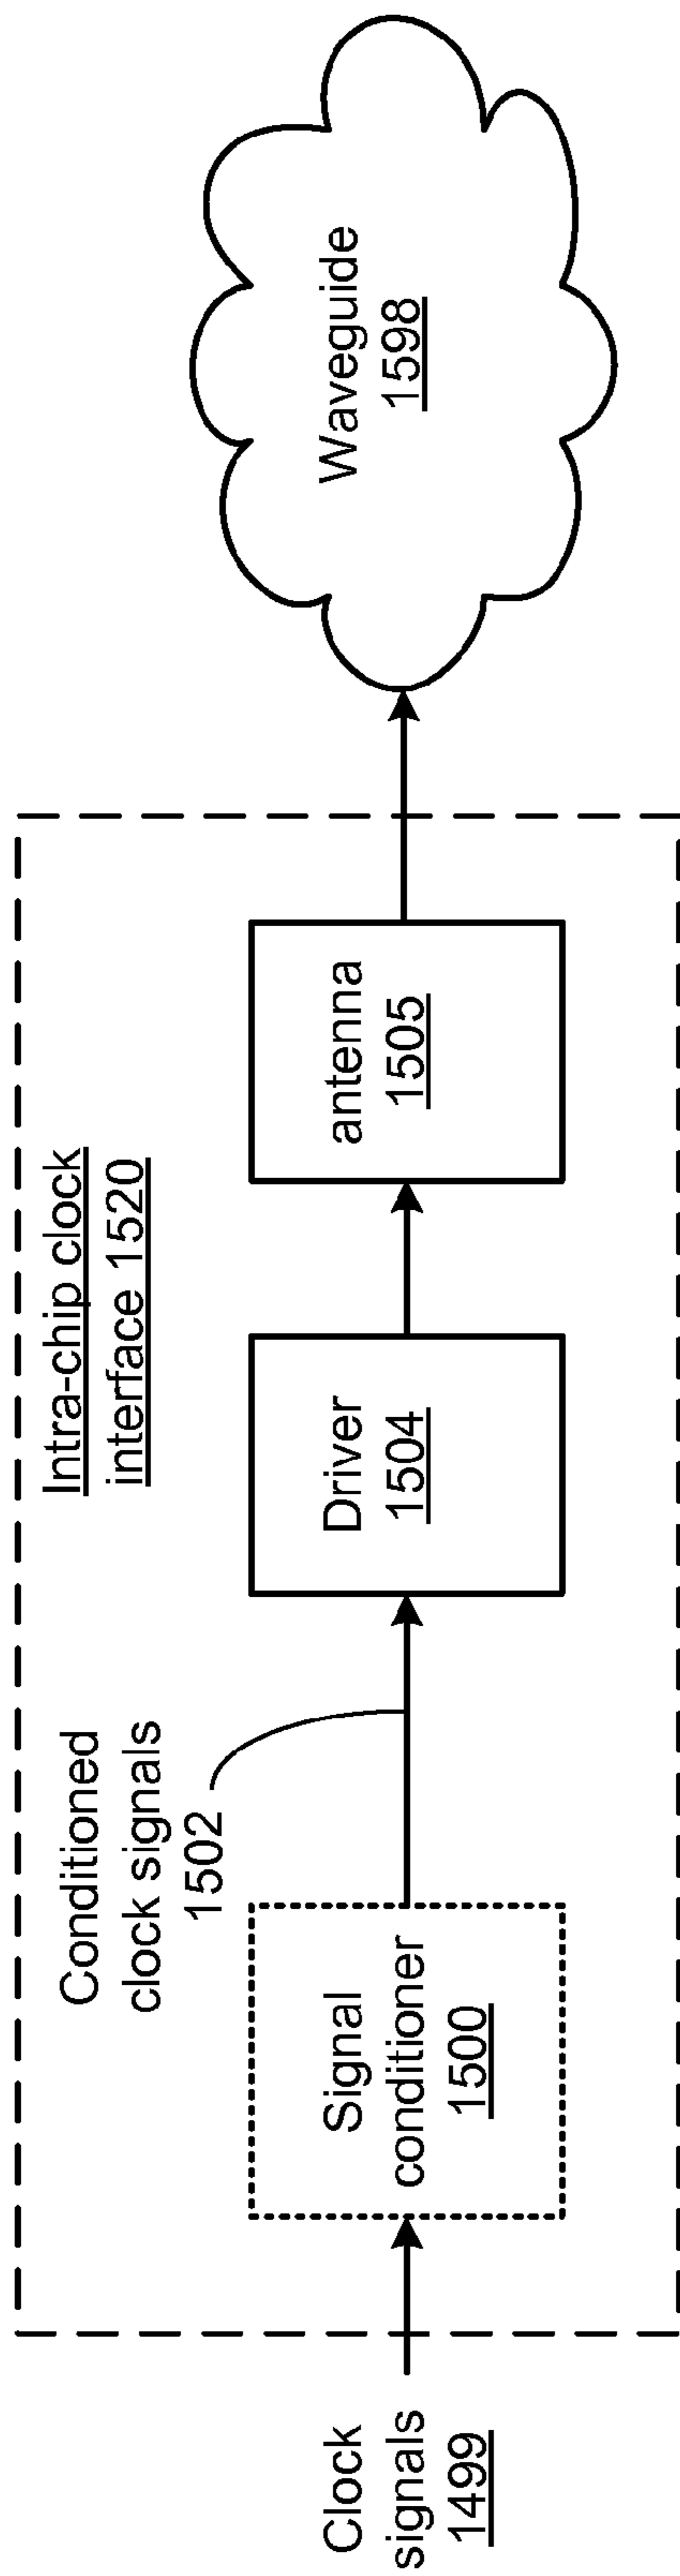 Intra-chip clock
interface 1520
Clock
signals
1499
Signal
conditioner
1500
Conditioned
clock signals
1502
Driver
1504
antenna
1505
Waveguide
1598